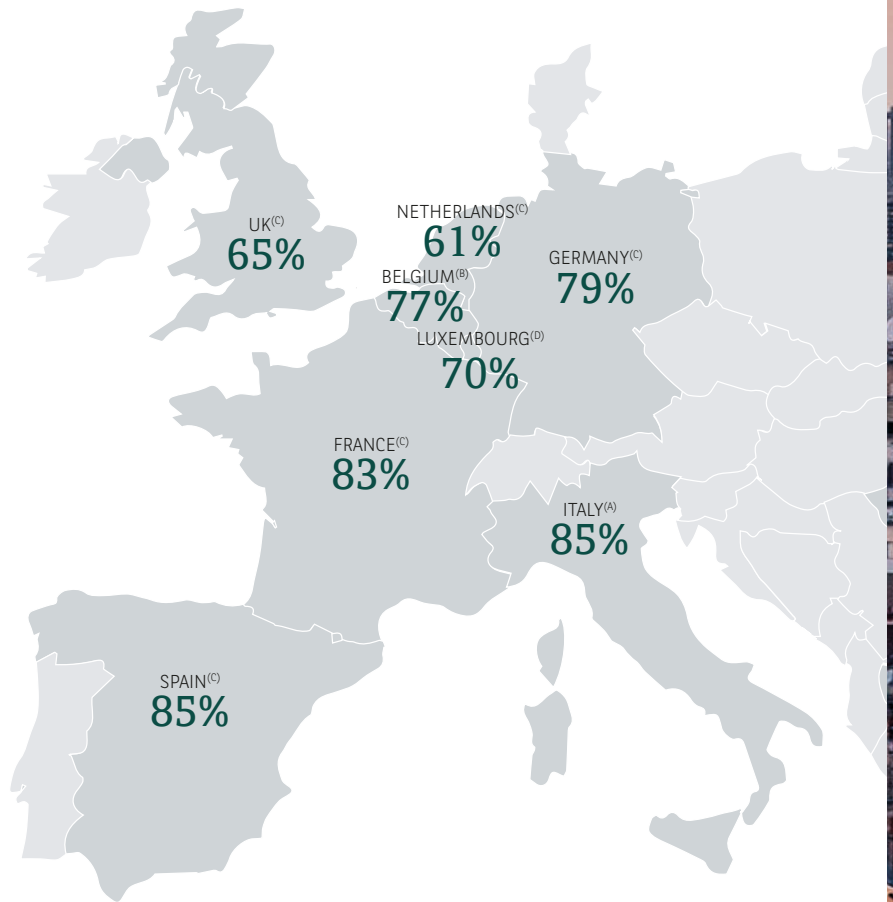 UK(C)
65%
NETHERLANDS(C)
61%
GERMANY(C)
79%
BELGIUM(B)
77%
LUXEMBOURG(D)
70%
FRANCE(C)
83%
ITALY(A)
85%
SPAIN(C)
85%